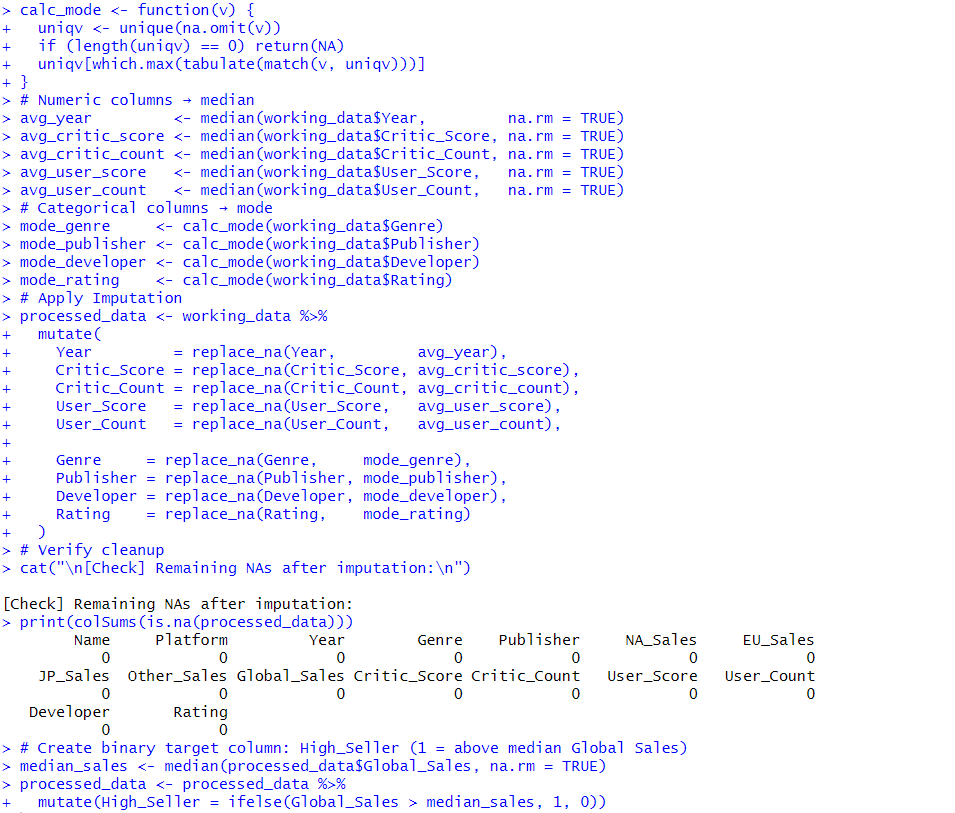 > calc_mode <- function(v) {
+   uniqv <- unique(na.omit(v))
+   if (length(uniqv) == 0) return(NA)
+   uniqv[which.max(tabulate(match(v, uniqv)))]
+ }
> # Numeric columns → median
> avg_year         <- median(working_data$Year,         na.rm = TRUE)
> avg_critic_score <- median(working_data$Critic_Score, na.rm = TRUE)
> avg_critic_count <- median(working_data$Critic_Count, na.rm = TRUE)
> avg_user_score   <- median(working_data$User_Score,   na.rm = TRUE)
> avg_user_count   <- median(working_data$User_Count,   na.rm = TRUE)
> # Categorical columns → mode
> mode_genre     <- calc_mode(working_data$Genre)
> mode_publisher <- calc_mode(working_data$Publisher)
> mode_developer <- calc_mode(working_data$Developer)
> mode_rating    <- calc_mode(working_data$Rating)
> # Apply Imputation
> processed_data <- working_data %>%
+   mutate(
+     Year         = replace_na(Year,         avg_year),
+     Critic_Score = replace_na(Critic_Score, avg_critic_score),
+     Critic_Count = replace_na(Critic_Count, avg_critic_count),
+     User_Score   = replace_na(User_Score,   avg_user_score),
+     User_Count   = replace_na(User_Count,   avg_user_count),
+
+     Genre     = replace_na(Genre,     mode_genre),
+     Publisher = replace_na(Publisher, mode_publisher),
+     Developer = replace_na(Developer, mode_developer),
+     Rating    = replace_na(Rating,    mode_rating)
+   )
> # Verify cleanup
> cat("\n[Check] Remaining NAs after imputation:\n")

[Check] Remaining NAs after imputation:
> print(colSums(is.na(processed_data)))
        Name     Platform         Year        Genre    Publisher     NA_Sales     EU_Sales
           0            0            0            0            0            0            0
    JP_Sales  Other_Sales Global_Sales Critic_Score Critic_Count   User_Score   User_Count
           0            0            0            0            0            0            0
   Developer       Rating
           0            0
> # Create binary target column: High_Seller (1 = above median Global Sales)
> median_sales <- median(processed_data$Global_Sales, na.rm = TRUE)
> processed_data <- processed_data %>%
+   mutate(High_Seller = ifelse(Global_Sales > median_sales, 1, 0))